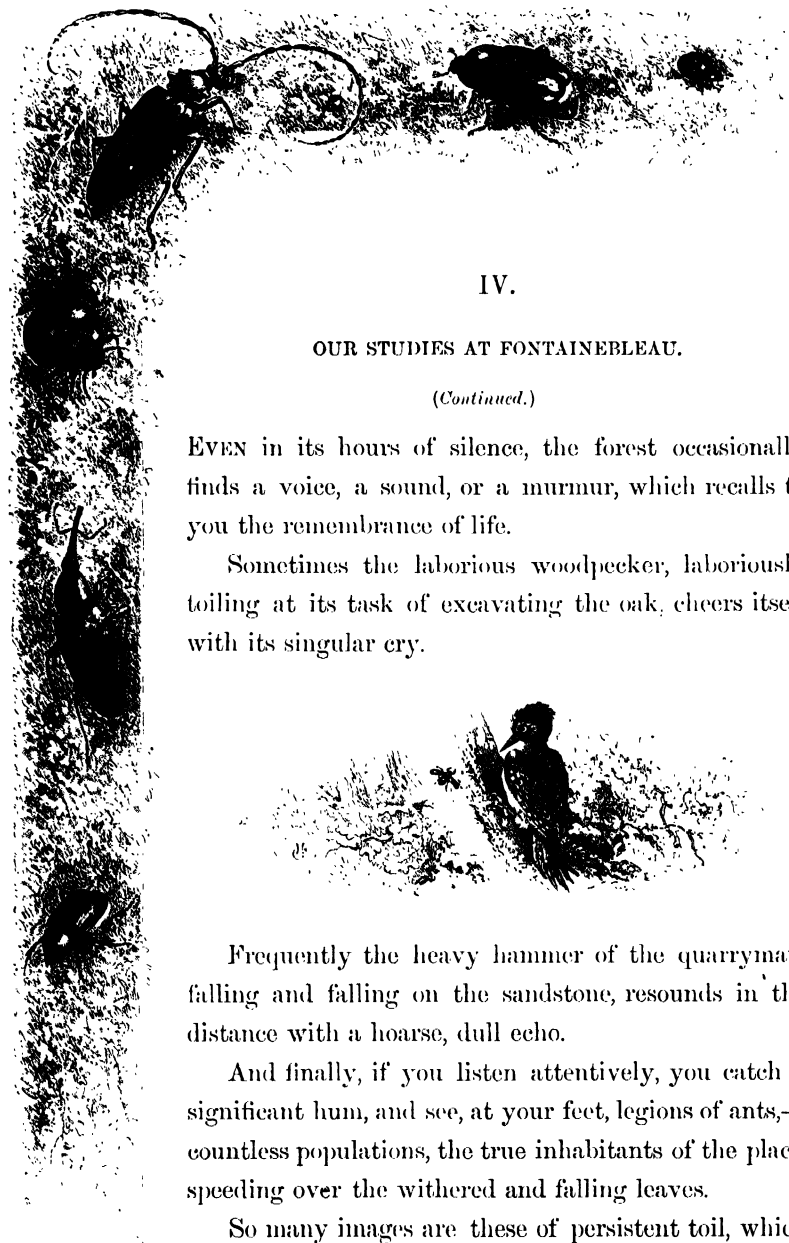 IV.
OUR STUDIES AT FONTAINEBLEAU.
(Continued.)
EVEN in its hours of silence, the forest occasionall
finds a voice, a sound, or a murmur, which recalls t
you the remembrance of life.
Sometimes the laborious woodpecker, laboriousl
toiling at its task of excavating the oak, cheers itse
with its singular cry.
Frequently the heavy hammer of the quarryma
falling and falling on the sandstone, resounds in th
distance with a hoarse, dull echo.
And finally, if you listen attentively, you catch
significant hum, and see, at your feet, legions of ants,-
countless populations, the true inhabitants of the plac
speeding over the withered and falling leaves.
So many images are these of persistent toil, whic